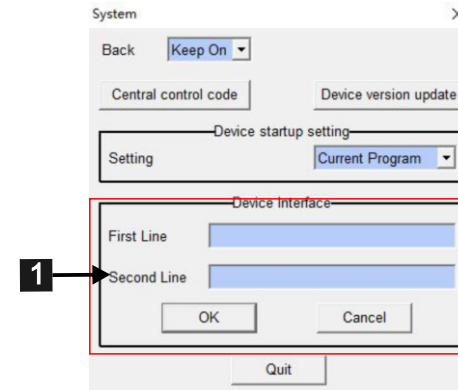 System
Back Keep On
Central control code Device version update
Device startup setting
Setting Current Program
Device Interface
First Line
1 Second Line
OK Cancel
Quit